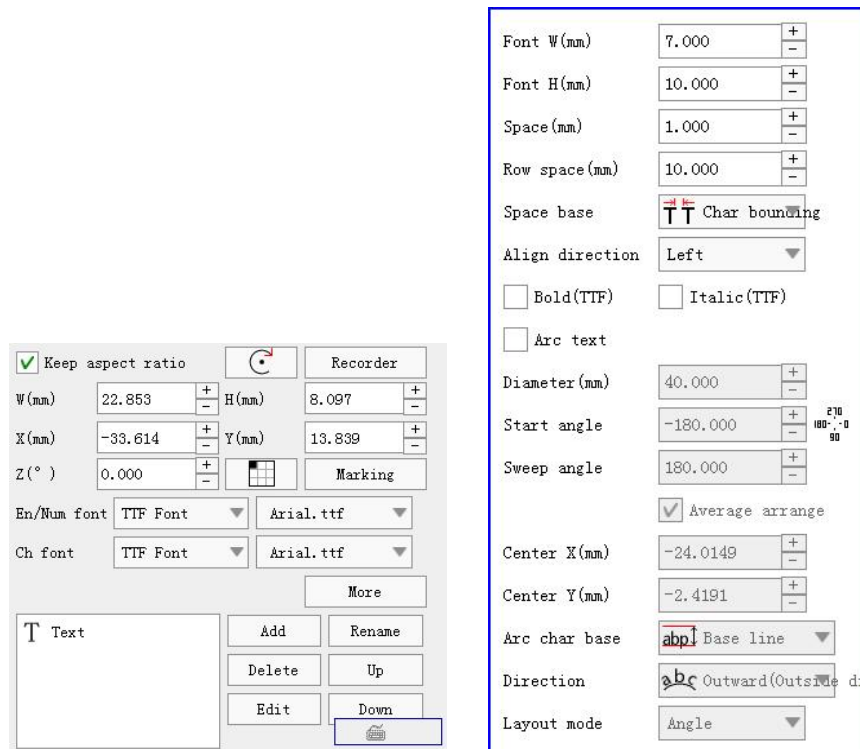 Keep aspect ratio
Recorder
W(mm) 22.853 + - H(mm) 8.097 + -
X(mm) -33.614 + - Y(mm) 13.839 + -
Z(° ) 0.000 + - Marking
En/Num font TTF Font Arial.ttf
Ch font TTF Font Arial.ttf
More
T Text
Add Rename
Delete Up
Edit Down
Font W(mm) 7.000 + -
Font H(mm) 10.000 + -
Space(mm) 1.000 + -
Row space(mm) 10.000 + -
Space base TT Char bounding
Align direction Left
Bold(TTF) Italic(TTF)
Arc text
Diameter(mm) 40.000 + -
Start angle -180.000 + - 270 180 0 90
Sweep angle 180.000 + -
Average arrange
Center X(mm) -24.0149 + -
Center Y(mm) -2.4191 + -
Arc char base abp Base line
Direction abc Outward(Outside di
Layout mode Angle